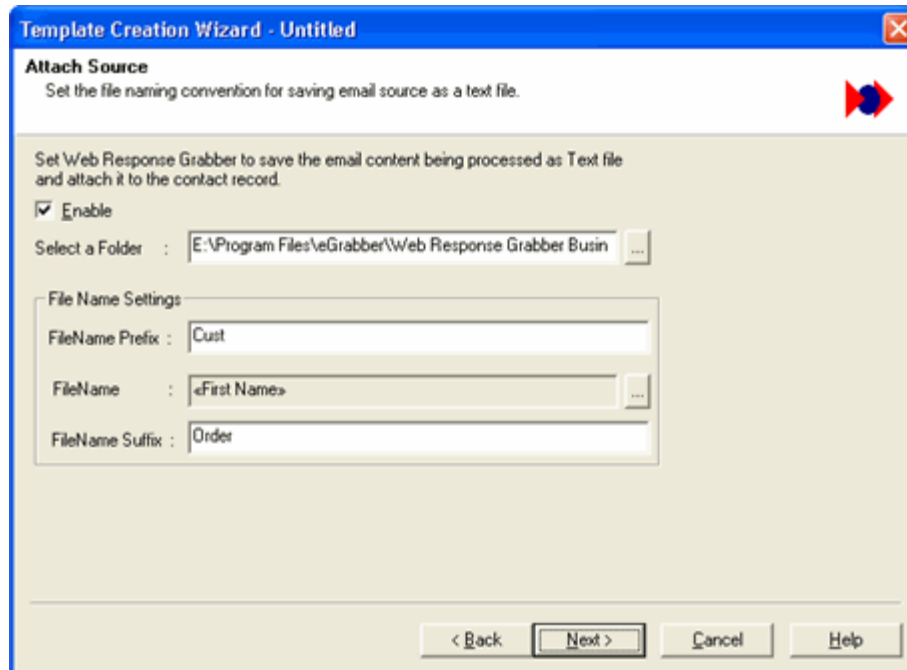 Template Creation Wizard - Untitled
Attach Source
Set the file naming convention for saving email source as a text file.
Set Web Response Grabber to save the email content being processed as Text file
and attach it to the contact record.
Enable
Select a Folder : E:\Program Files\eGrabber\Web Response Grabber Busin ...
File Name Settings
FileName Prefix : Cust
FileName : «First Name» ...
FileName Suffix : Order
< Back Next > Cancel Help